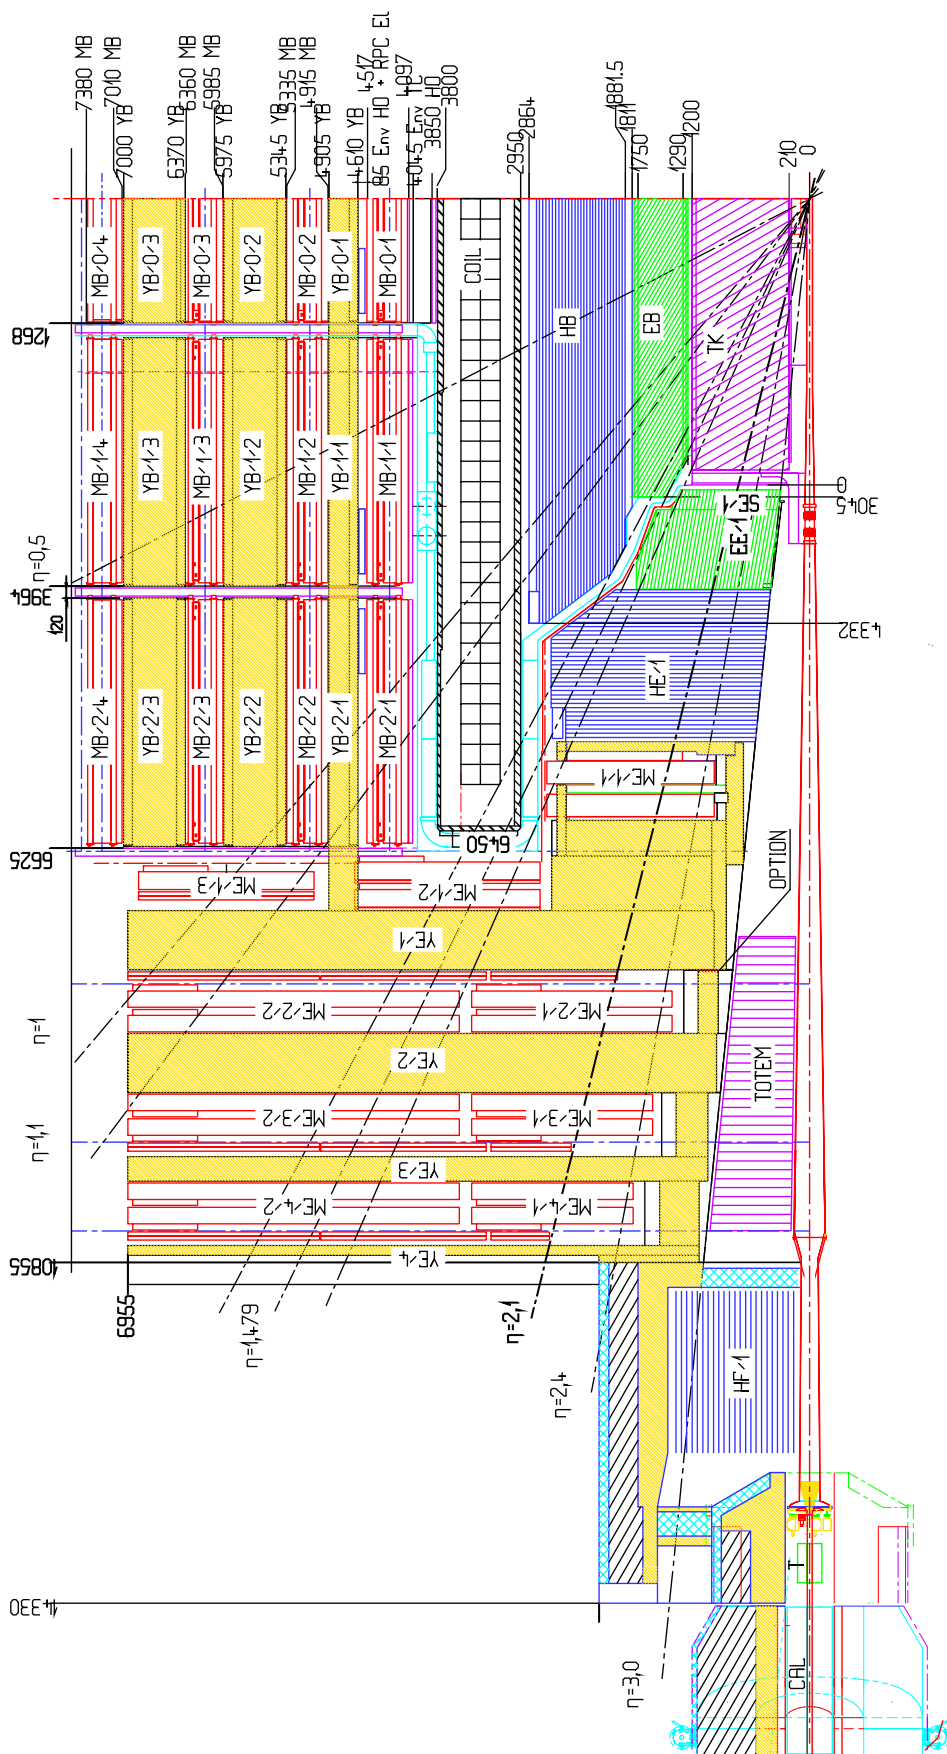 7380 MB
7010 MB
7000 YB
6370 YB
6360 MB
5985 MB
5975 YB
5345 YB
5335 MB
4915 MB
4905 YB
4610 YB
4517
85 Env HO + RPC El
4097
4045 Env TC
3850 HO
3800
2950
2864
1881.5
1811
1750
1290
1200
210
0
MB/0/4
YB/0/3
MB/0/3
YB/0/2
MB/0/2
YB/0/1
MB/0/1
COIL
HB
EB
TK
1268
MB/1/4
YB/1/3
MB/1/3
YB/1/2
MB/1/2
YB/1/1
MB/1/1
0
3045
SE/1
EE/1
η=0,5
3964
120
4332
HE/1
MB/2/4
YB/2/3
MB/2/3
YB/2/2
MB/2/2
YB/2/1
MB/2/1
ME/1/1
6450
6625
OPTION
ME/1/3
ME/1/2
YE/1
η=1
ME/2/2
ME/2/1
YE/2
TOTEM
η=1,1
ME/3/2
ME/3/1
YE/3
ME/4/2
ME/4/1
YE/4
10855
6955
η=1,479
η=2,1
η=2,4
HF/1
14330
T
η=3,0
CAL